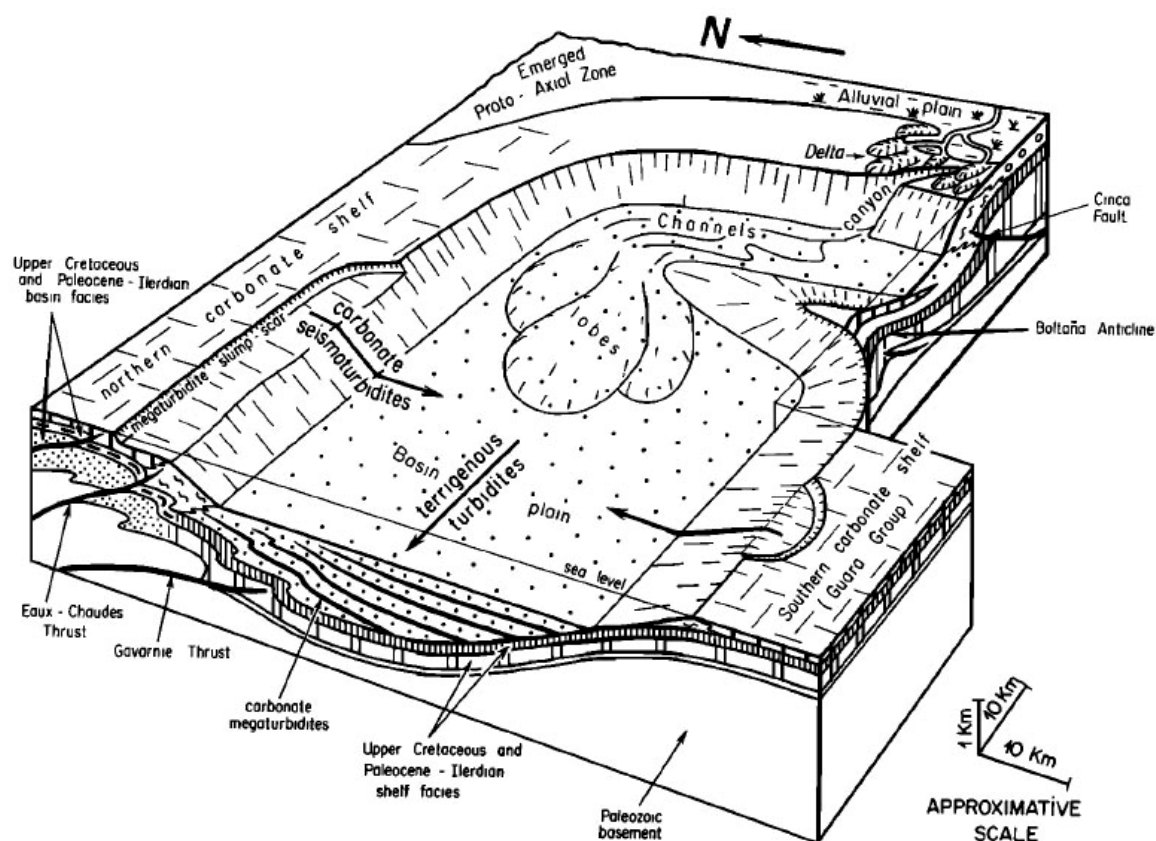 N
Emerged
Proto - Axial Zone
Alluvial plain
Delta
canyon
Channels
Cinca
Fault
Boltaña Anticline
lobes
northern carbonate shelf
Upper Cretaceous
and Paleocene - Ilerdian
basin facies
megaturbidite slump-scar
carbonate
seismoturbidites
Basin
plain
terrigenous
turbidites
sea level
Southern carbonate shelf
( Guara Group )
Eaux - Chaudes
Thrust
Gavarnie Thrust
carbonate
megaturbidites
Upper Cretaceous and
Paleocene - Ilerdian
shelf facies
Paleozoic
basement
1 Km
10 Km
10 Km
APPROXIMATIVE
SCALE